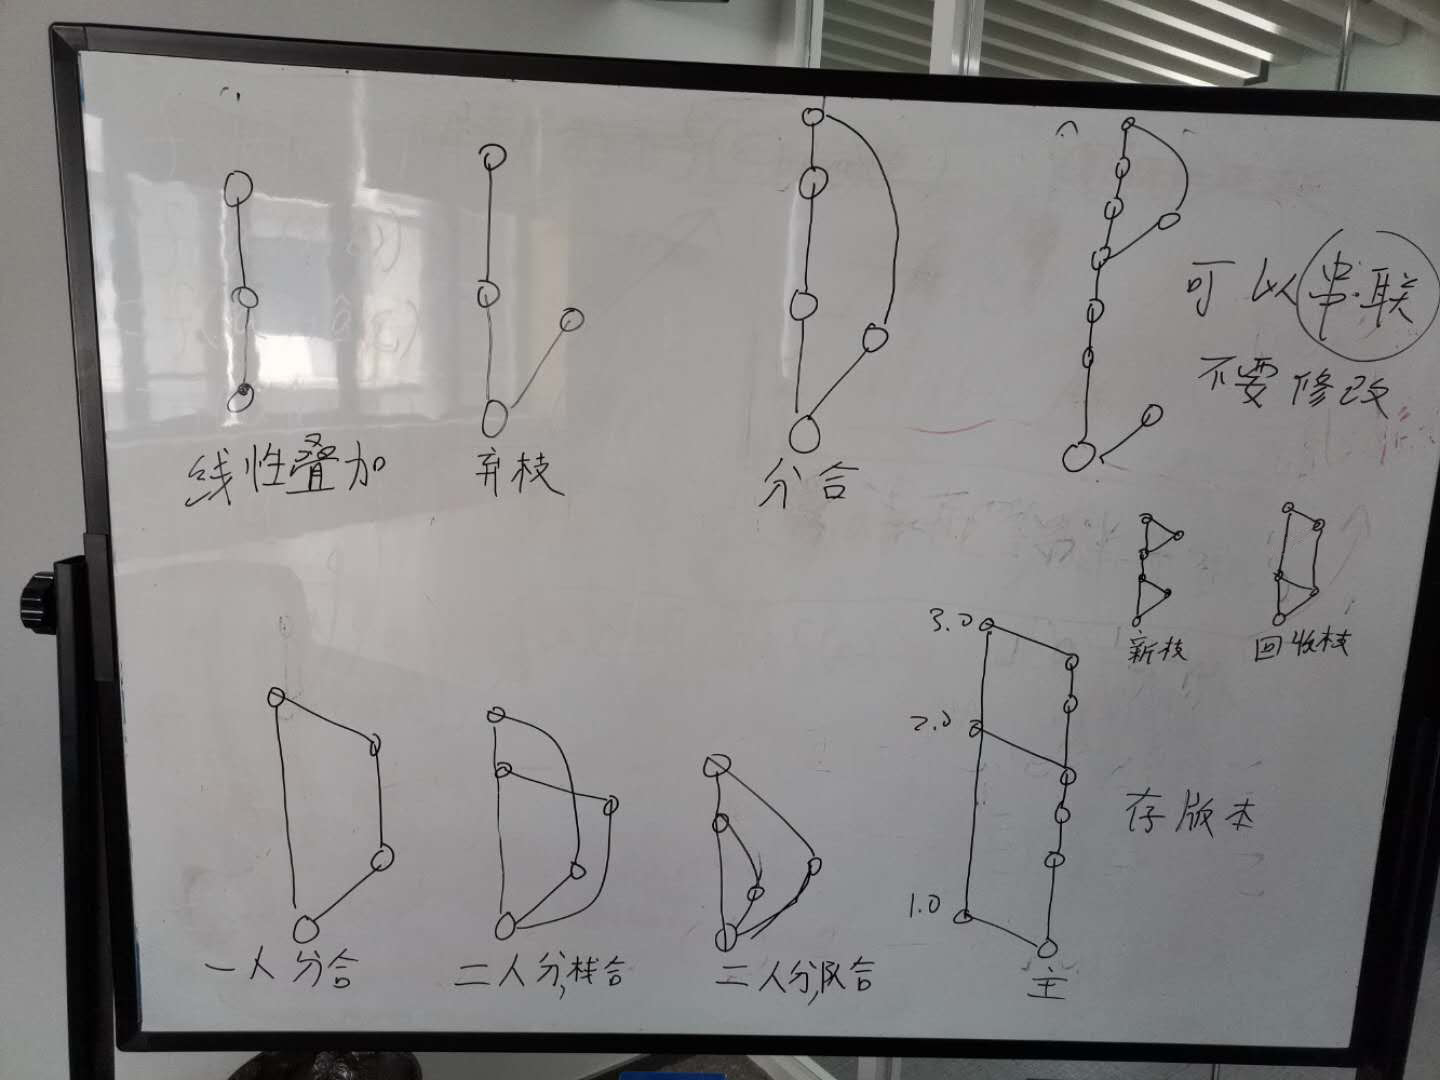 可以串联
不要修改
线性叠加
弃枝
分合
新枝
回收枝
3.0
2.0
1.0
存版本
一人分合
二人分,栈合
二人分,队合
主